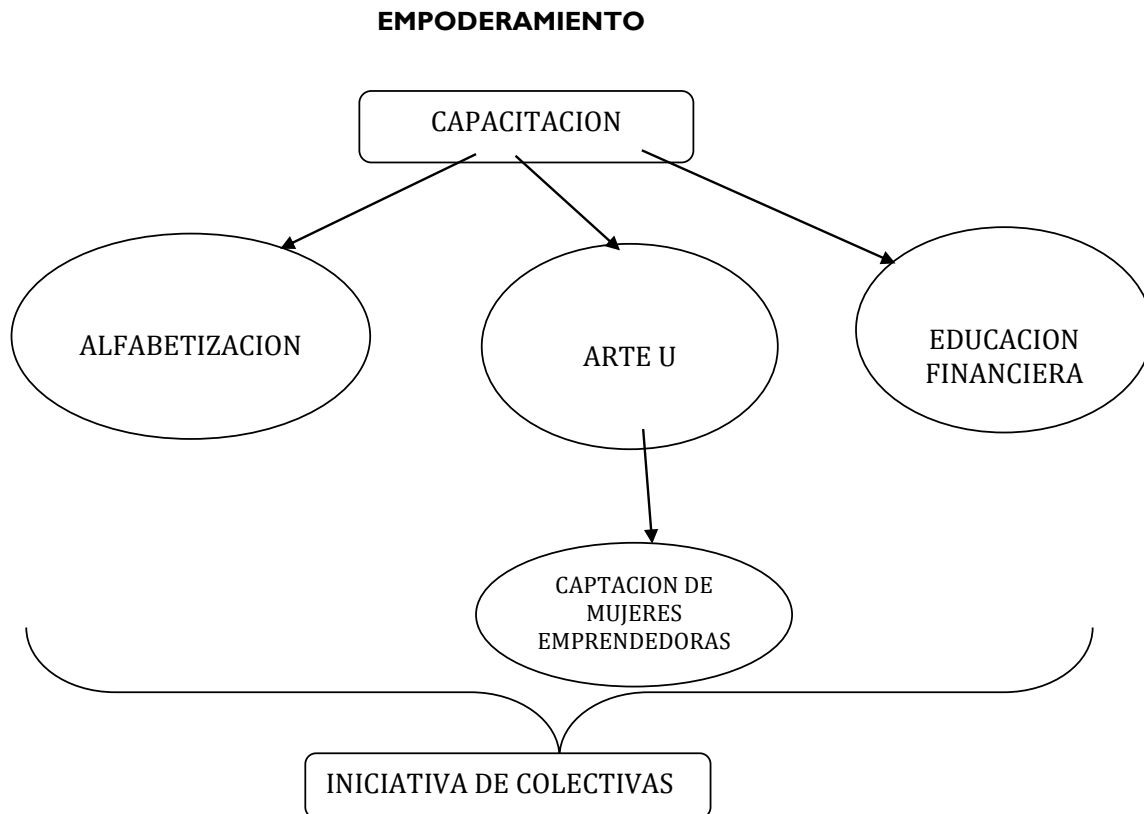 EMPODERAMIENTO
CAPACITACION
ALFABETIZACION
ARTE U
EDUCACION
FINANCIERA
CAPTACION DE
MUJERES
EMPRENDEDORAS
INICIATIVA DE COLECTIVAS